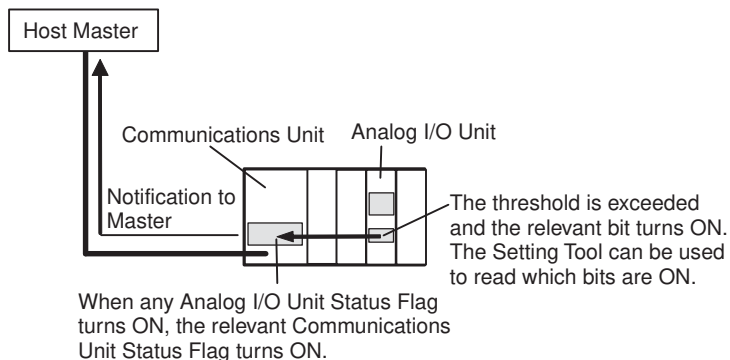 Host Master
Communications Unit
Analog I/O Unit
Notification to
Master
The threshold is exceeded
and the relevant bit turns ON.
The Setting Tool can be used
to read which bits are ON.
When any Analog I/O Unit Status Flag
turns ON, the relevant Communications
Unit Status Flag turns ON.